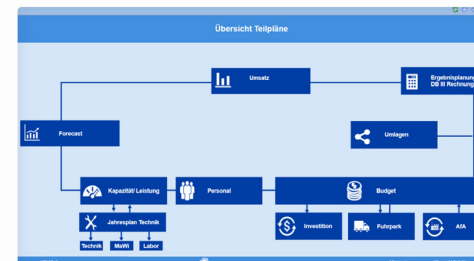 Übersicht Teilpläne
Umsatz
Ergebnisplanung
DB III Rechnung
Forecast
Umlagen
Kapazität/ Leistung
Personal
Budget
Jahresplan Technik
Investition
Fuhrpark
AfA
Technik
MaWi
Labor